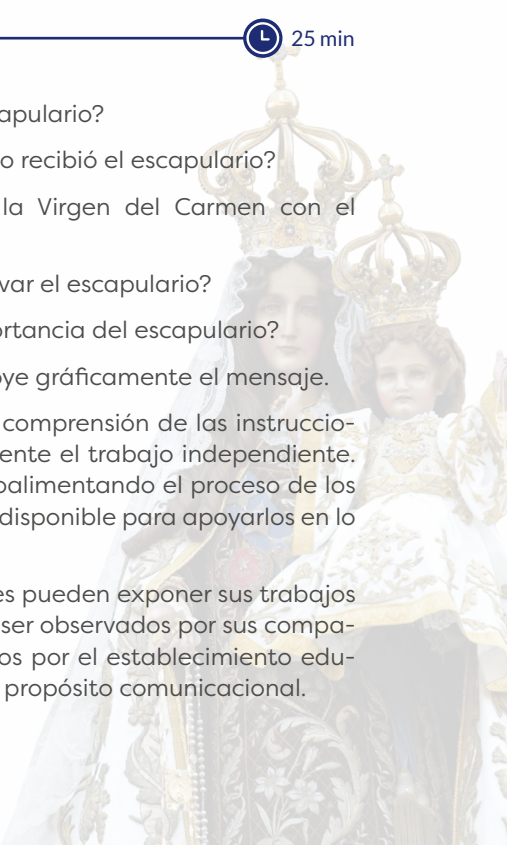 25 min
apulario?
o recibió el escapulario?
la Virgen del Carmen con el
var el escapulario?
ortancia del escapulario?
ye gráficamente el mensaje.
comprensión de las instruccio-
ente el trabajo independiente.
oalimentando el proceso de los
disponible para apoyarlos en lo
es pueden exponer sus trabajos
ser observados por sus compa-
os por el establecimiento edu-
propósito comunicacional.